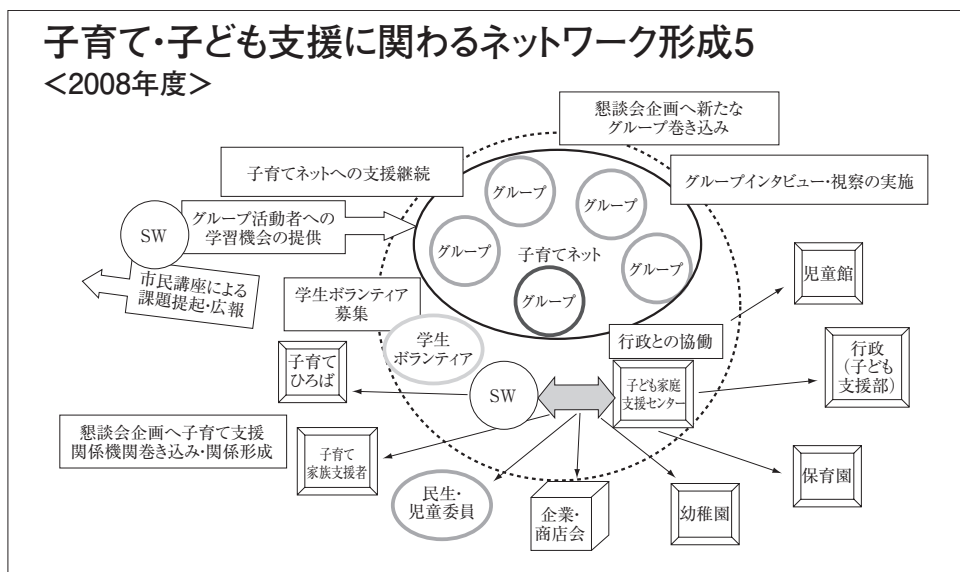 子育て・子ども支援に関わるネットワーク形成5
<2008年度>
懇談会企画へ新たな
グループ巻き込み
子育てネットへの支援継続
グループインタビュー・視察の実施
グループ
グループ
SW
グループ活動者への
学習機会の提供
グループ
子育てネット
グループ
児童館
市民講座による
課題提起・広報
学生ボランティア
募集
グループ
行政との協働
学生
ボランティア
子育て
ひろば
SW
子ども家庭
支援センター
行政
(子ども
支援部)
懇談会企画へ子育て支援
関係機関巻き込み・関係形成
子育て
家族支援者
保育園
民生・
児童委員
企業・
商店会
幼稚園